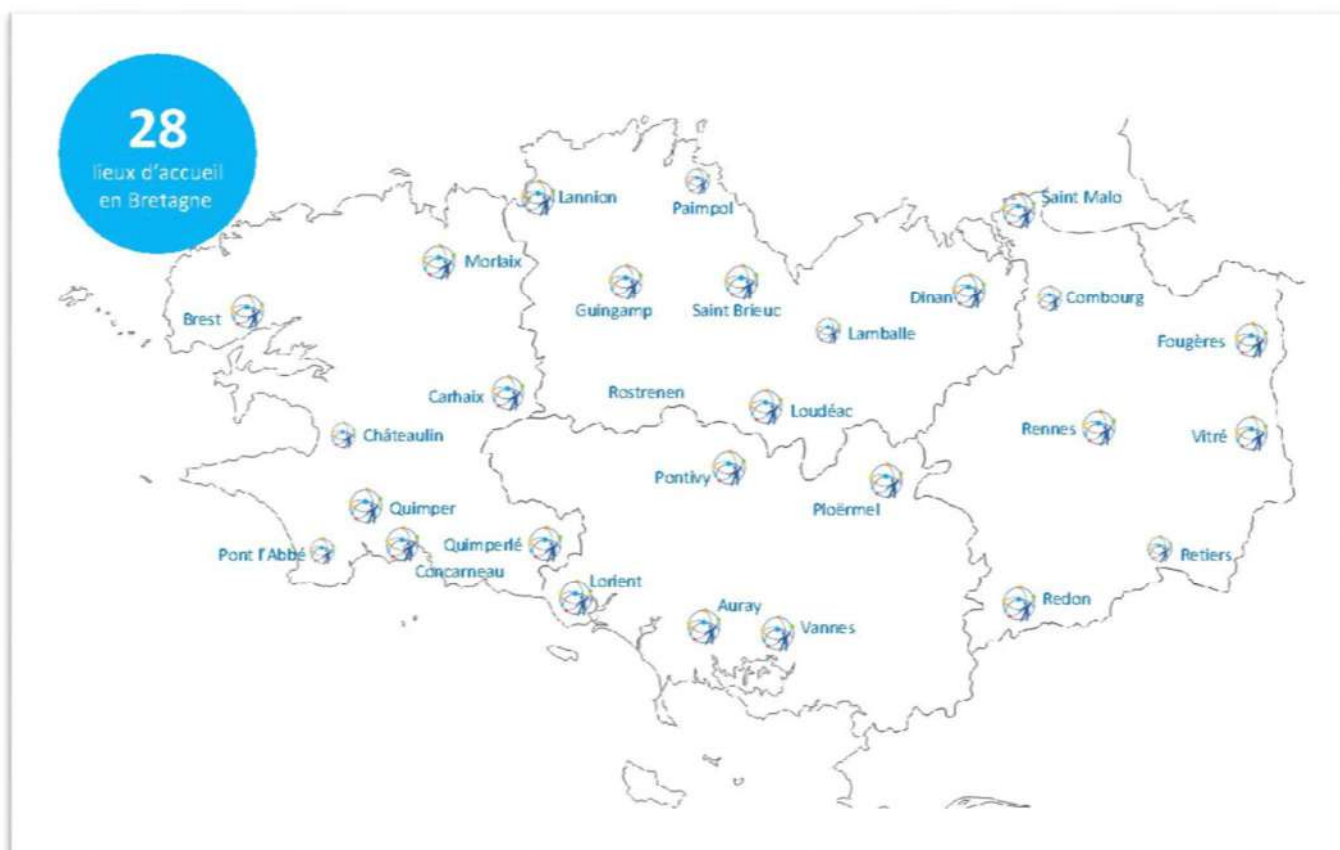 28
lieux d'accueil
en Bretagne
Lannion
Paimpol
Saint Malo
Morlaix
Brest
Guingamp
Saint Brieuc
Dinan
Combourg
Lamballe
Fougères
Carhaix
Rostrenen
Loudéac
Châteaulin
Rennes
Vitré
Pontivy
Ploërmel
Quimper
Pont l'Abbé
Quimperlé
Concarneau
Retiers
Lorient
Auray
Vannes
Redon